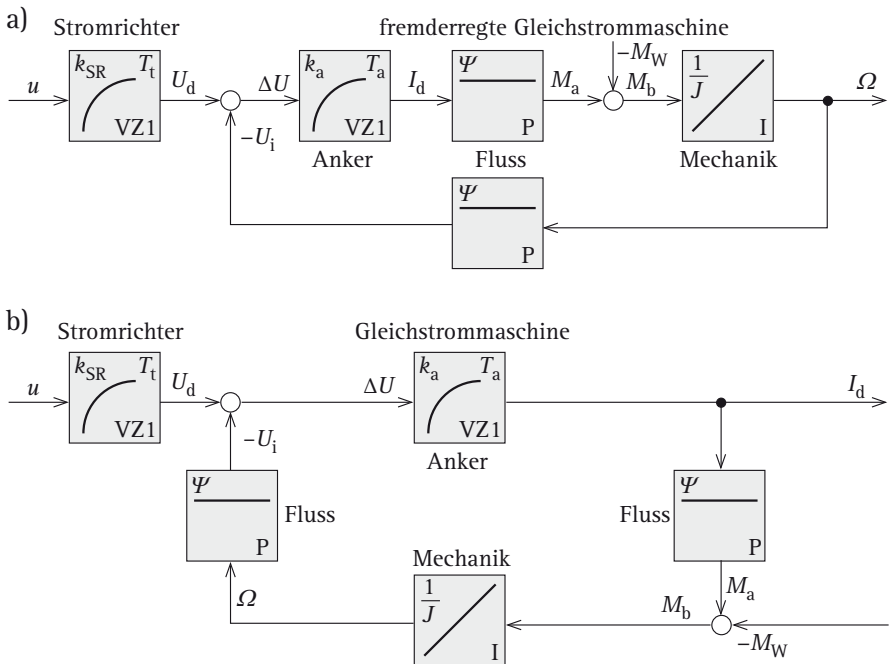 a)
Stromrichter
fremderregte Gleichstrommaschine
k_SR T_t
VZ1
u
U_d
ΔU
−U_i
k_a T_a
VZ1
Anker
I_d
Ψ
P
Fluss
M_a
−M_W
M_b
1/J
I
Mechanik
Ω
Ψ
P
b)
Stromrichter
Gleichstrommaschine
u
k_SR T_t
VZ1
U_d
−U_i
ΔU
k_a T_a
VZ1
Anker
I_d
Ψ
P
Fluss
Fluss
Ψ
P
Mechanik
Ω
1/J
I
M_b
M_a
−M_W